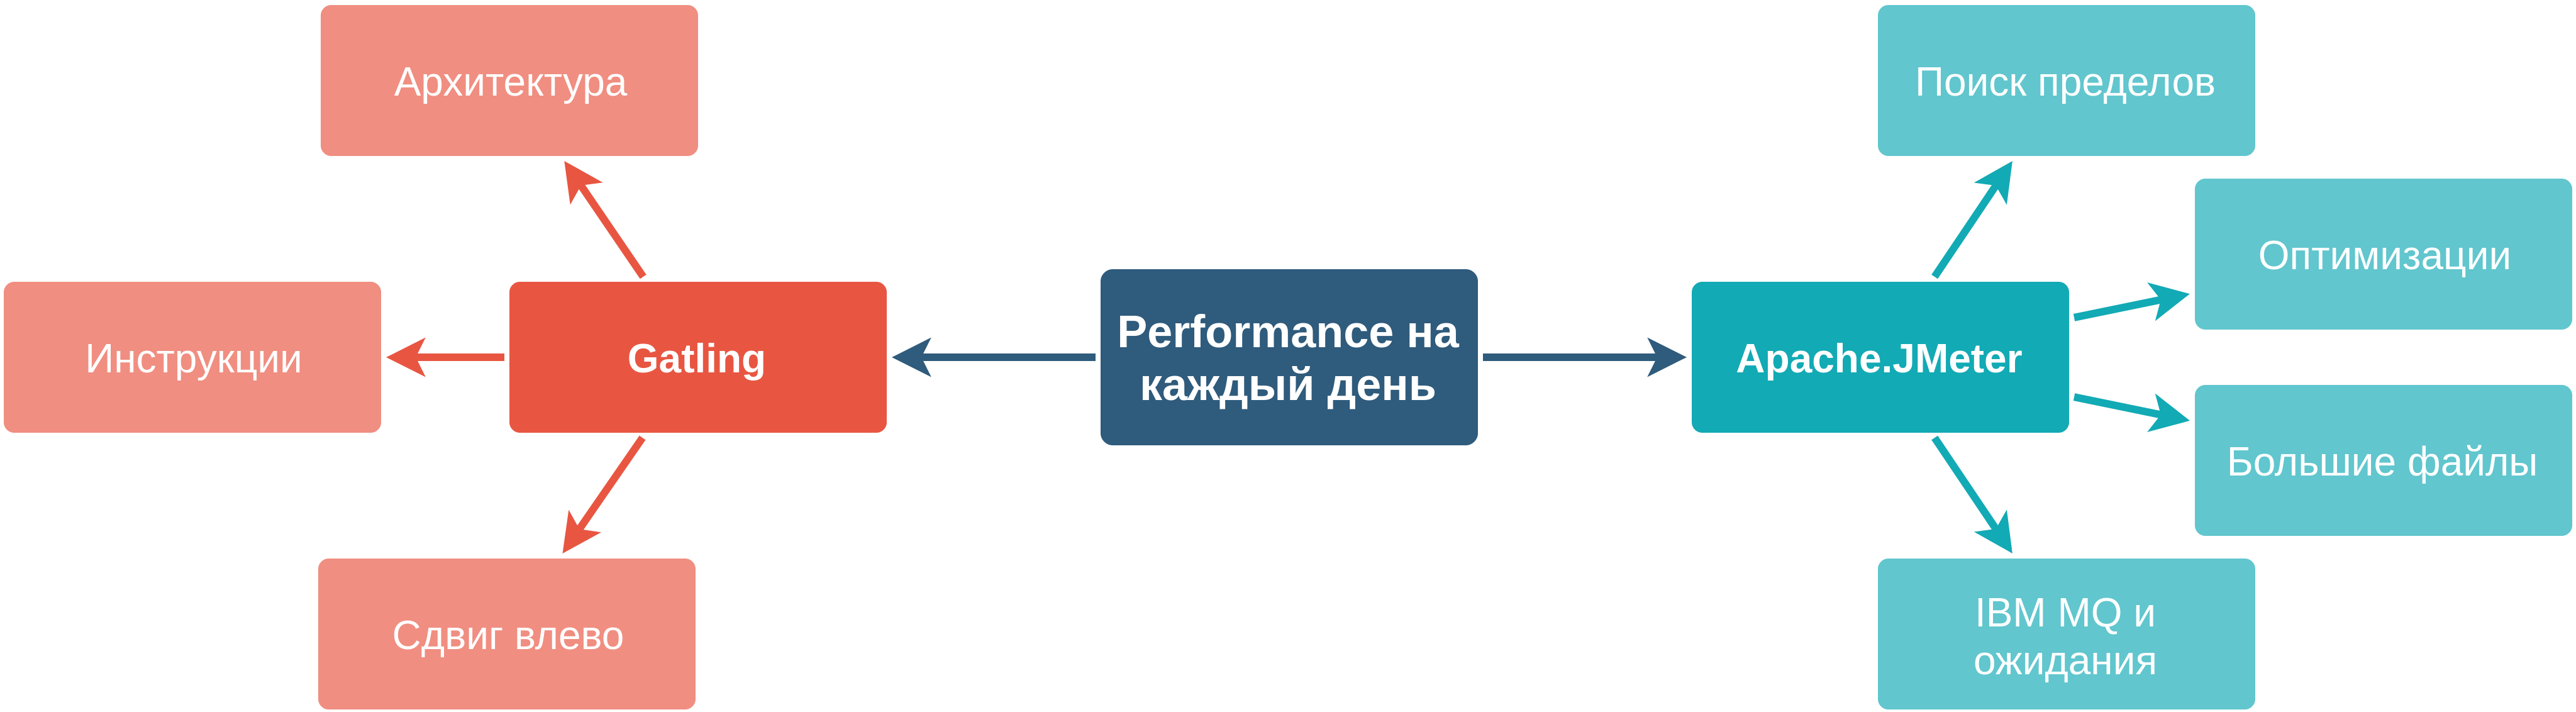 Архитектура
Поиск пределов
Оптимизации
Инструкции
Gatling
Performance на
каждый день
Apache.JMeter
Большие файлы
Сдвиг влево
IBM MQ и
ожидания